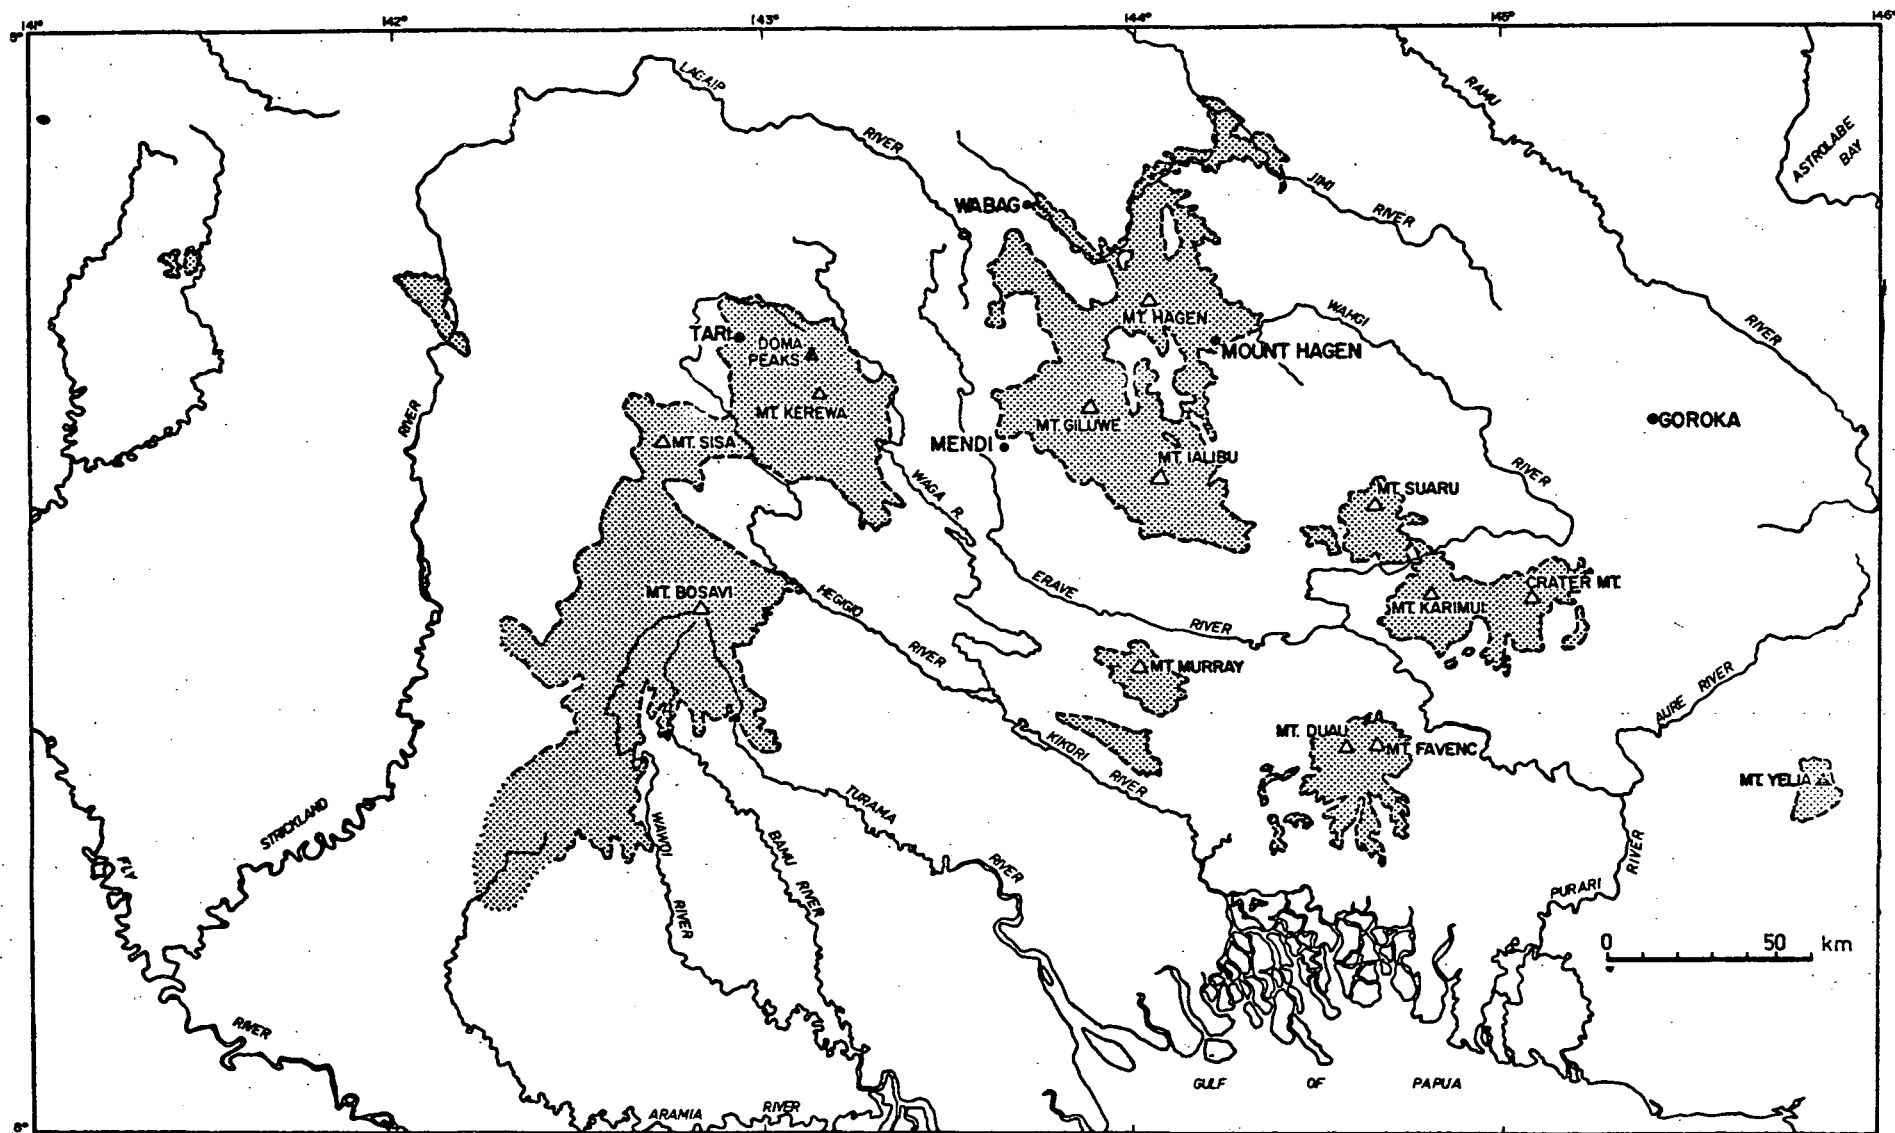 141°
142°
143°
144°
145°
146°
5°
LAGAIP
RIVER
RAMU
RIVER
ASTROLABE
BAY
JIMI
RIVER
WABAG
MT. HAGEN
WAHGI
RIVER
MOUNT HAGEN
TARI
DOMA
PEAKS
MT. KEREWA
MT. SISA
MT. GILUWE
MENDI
MT. IALIBU
GOROKA
RIVER
WAGA R.
MT. SUARU
CRATER MT.
MT. KARIMUI
ERAVE
RIVER
MT. BOSAVI
HEGIGIO
RIVER
MT. MURRAY
AURE RIVER
KIKORI
RIVER
MT. DUAU
MT. FAVENC
MT. YELIA
STRICKLAND
FLY
RIVER
TURAMA
RIVER
WAWOI
RIVER
BAMU
RIVER
PURARI
RIVER
0 50 km
GULF OF PAPUA
ARAMIA RIVER
8°